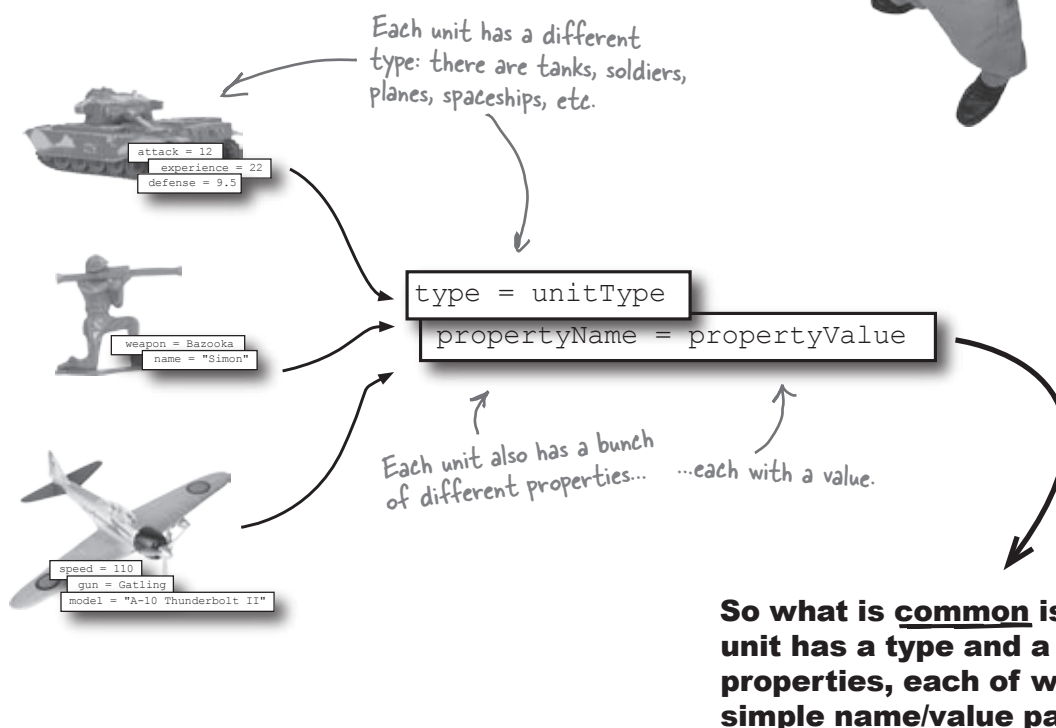 Each unit has a different
type: there are tanks, soldiers,
planes, spaceships, etc.
attack = 12
experience = 22
defense = 9.5
type = unitType
propertyName = propertyValue
weapon = Bazooka
name = "Simon"
Each unit also has a bunch
of different properties...
...each with a value.
speed = 110
gun = Gatling
model = "A-10 Thunderbolt II"
So what is common is
unit has a type and a
properties, each of w
simple name/value pa